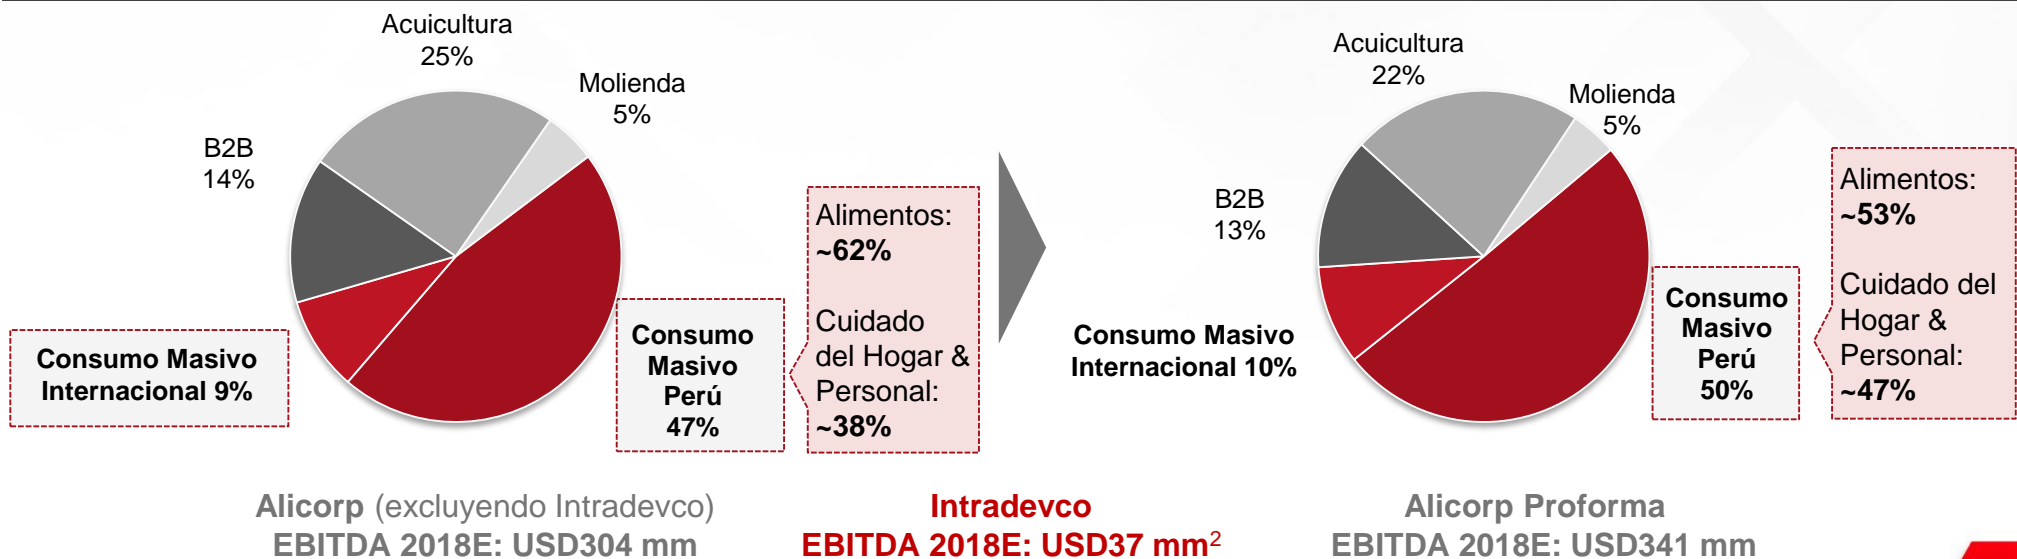 Acuicultura
25%
Molienda
5%
B2B
14%
Consumo Masivo
Internacional 9%
Consumo
Masivo
Perú
47%
Alimentos:
~62%
Cuidado
del Hogar &
Personal:
~38%
Acuicultura
22%
Molienda
5%
B2B
13%
Consumo Masivo
Internacional 10%
Consumo
Masivo
Perú
50%
Alimentos:
~53%
Cuidado del
Hogar &
Personal:
~47%
Alicorp (excluyendo Intradevco)
EBITDA 2018E: USD304 mm
Intradevco
EBITDA 2018E: USD37 mm²
Alicorp Proforma
EBITDA 2018E: USD341 mm